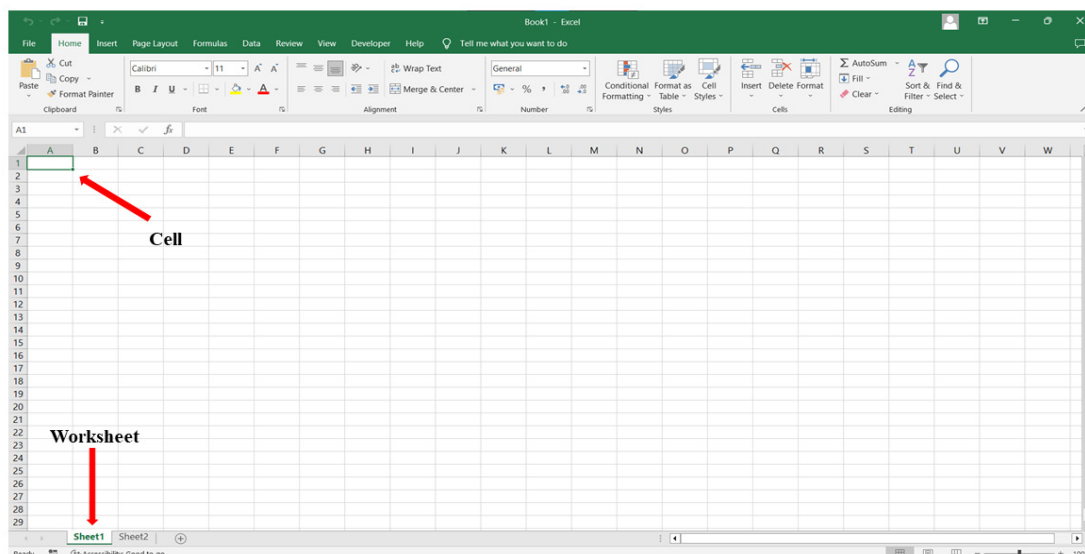 Book1 - Excel
File Home Insert Page Layout Formulas Data Review View Developer Help Tell me what you want to do
Cut
Copy
Format Painter
Paste
Clipboard
Calibri 11
B I U
Font
Wrap Text
Merge & Center
Alignment
General
%
Number
Conditional Formatting
Format as Table
Cell Styles
Styles
Insert Delete Format
Cells
AutoSum
Fill
Clear
Sort & Filter
Find & Select
Editing
A1 fx
A B C D E F G H I J K L M N O P Q R S T U V W
1
2
3
4
5
6
Cell
7
8
9
10
11
12
13
14
15
16
17
18
19
20
21
22
Worksheet
23
24
25
26
27
28
29
Sheet1 Sheet2